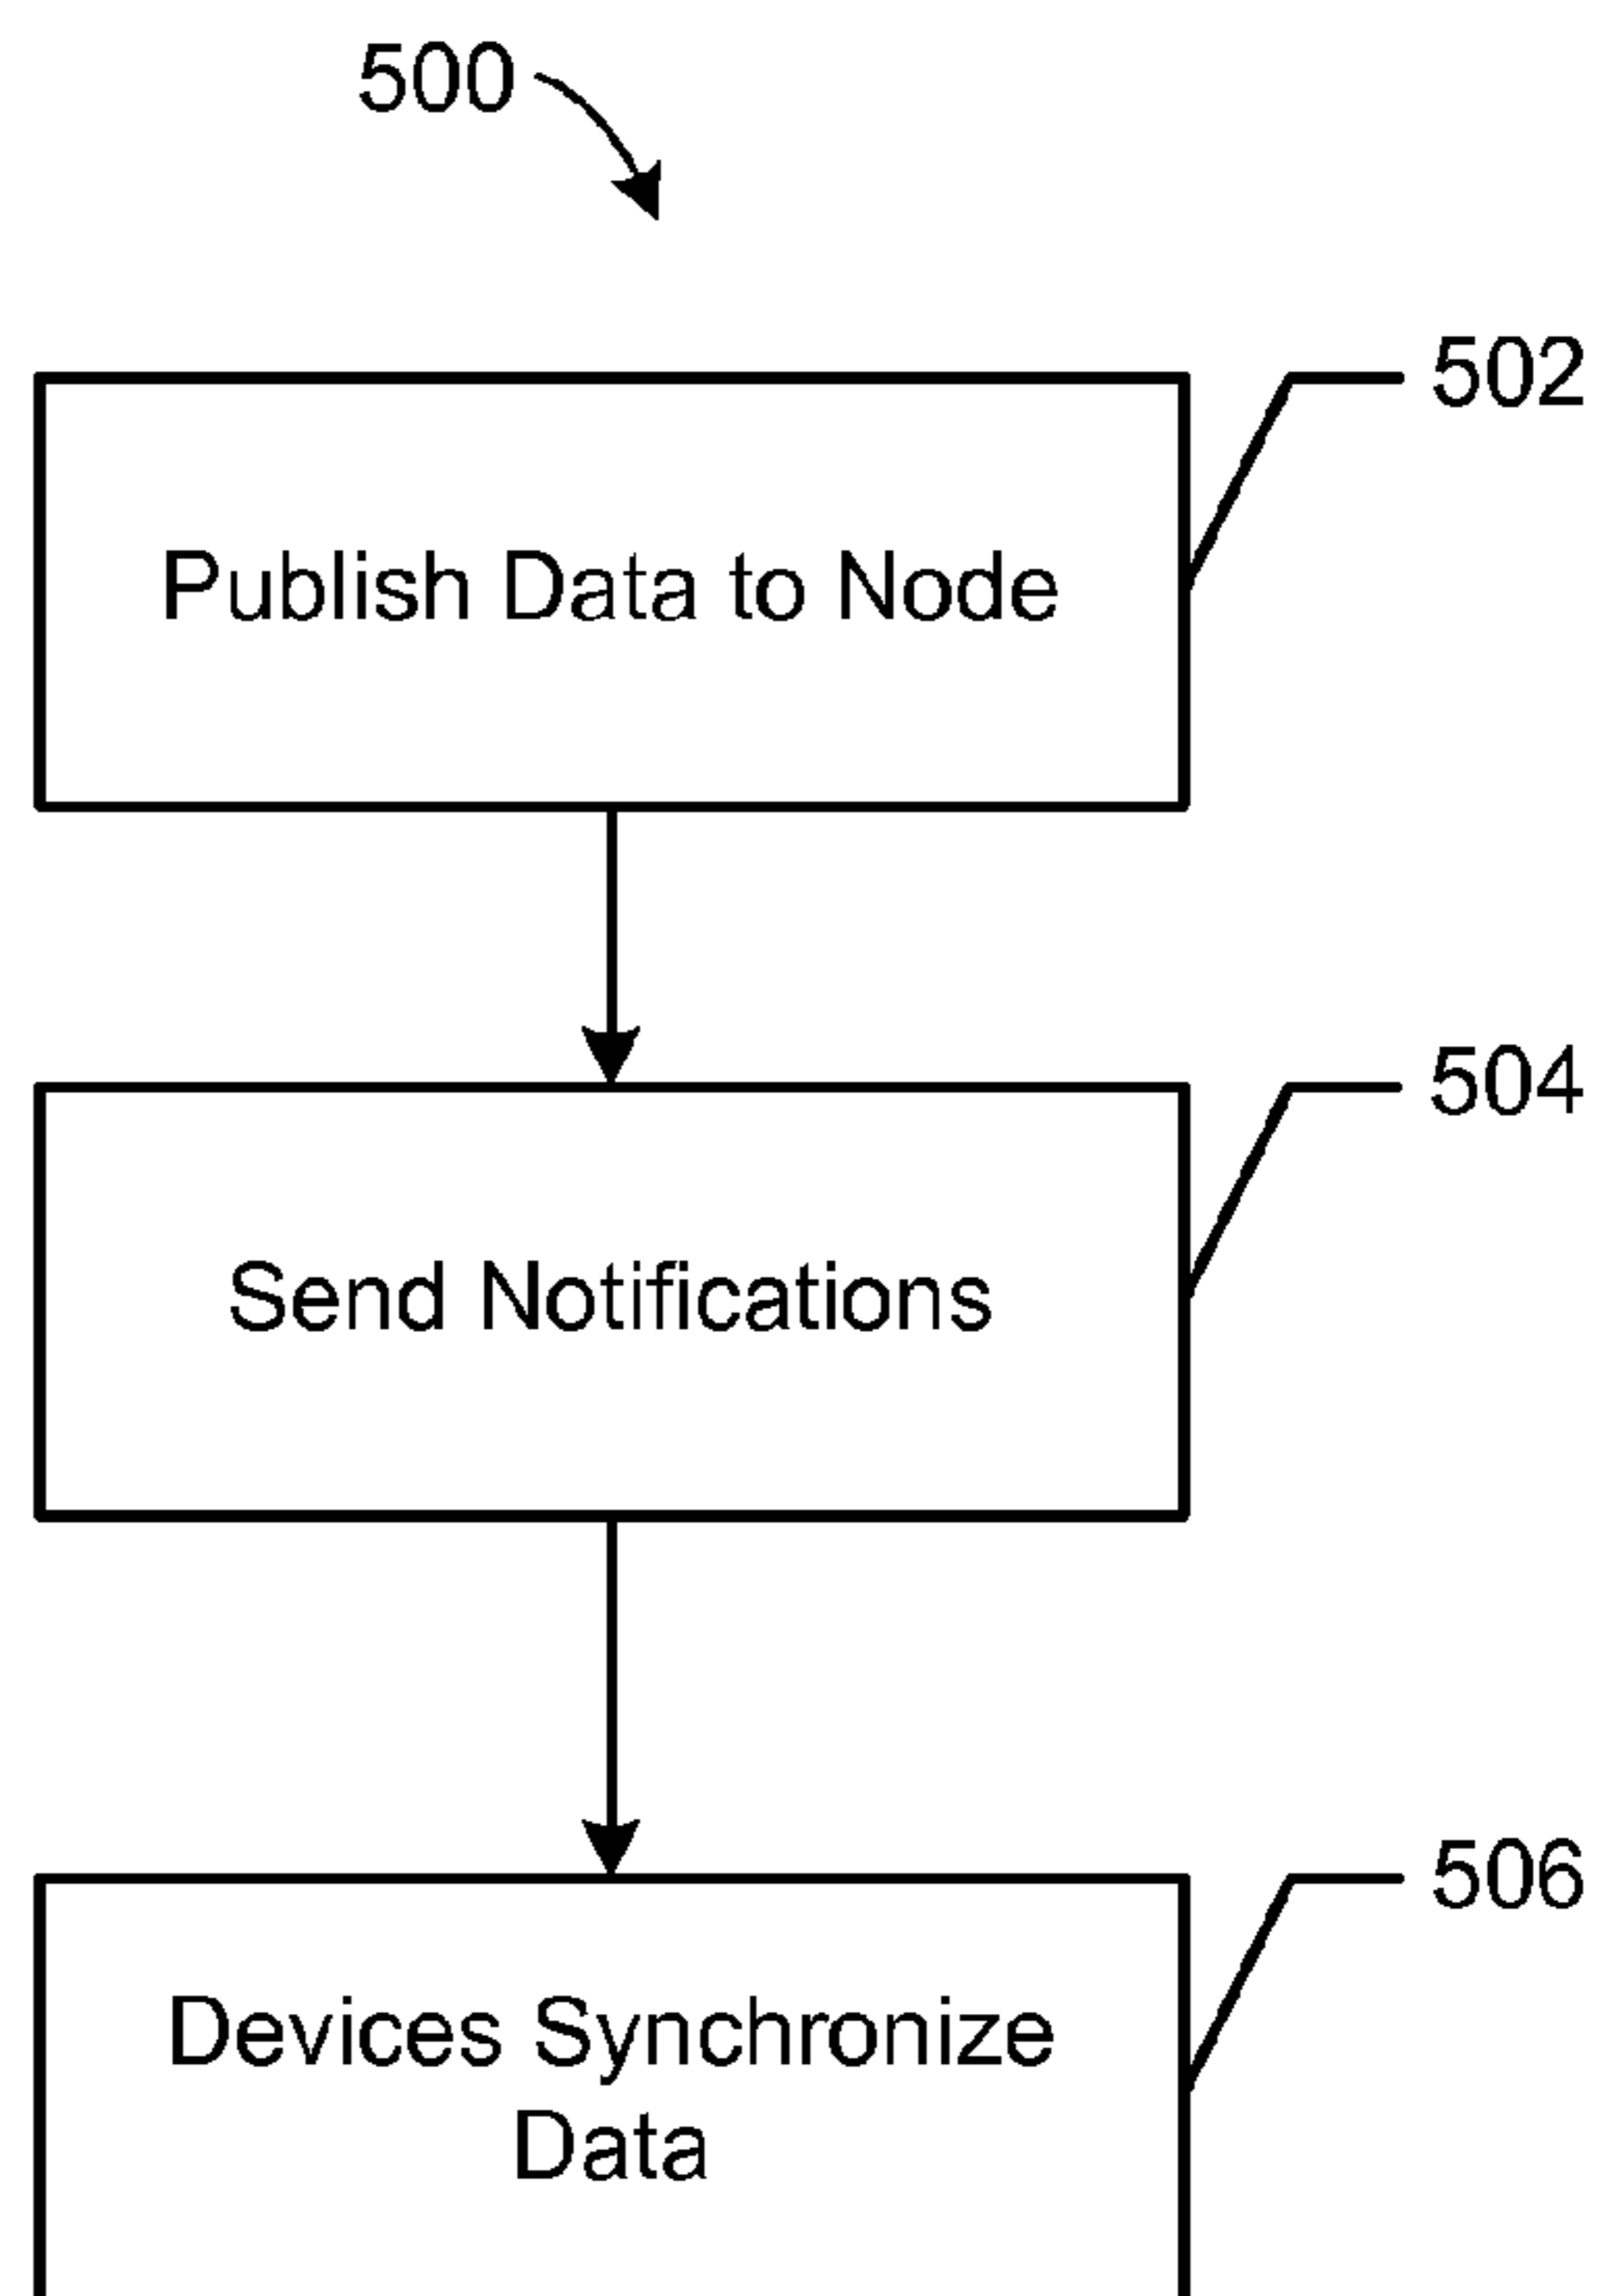 500
502
Publish Data to Node
504
Send Notifications
506
Devices Synchronize
Data